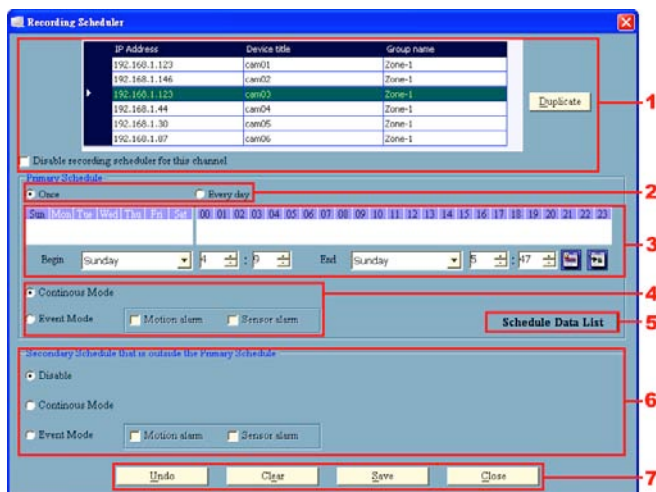 Recording Scheduler
IP Address Device title Group name
192.168.1.123 cam01 Zone-1
192.168.1.146 cam02 Zone-1
192.168.1.123 cam03 Zone-1
192.168.1.44 cam04 Zone-1
192.168.1.30 cam05 Zone-1
192.168.1.87 cam06 Zone-1
Duplicate
1
Disable recording scheduler for this channel
Primary Schedule
Once Every day
2
Sun Mon Tue Wed Thu Fri Sat 00 01 02 03 04 05 06 07 08 09 10 11 12 13 14 15 16 17 18 19 20 21 22 23
3
Begin Sunday 4 : 9 End Sunday 5 : 47
Continous Mode
4
Event Mode Motion alarm Sensor alarm
Schedule Data List
5
Secondary Schedule that is outside the Primary Schedule
Disable
Continous Mode
6
Event Mode Motion alarm Sensor alarm
Undo Clear Save Close
7